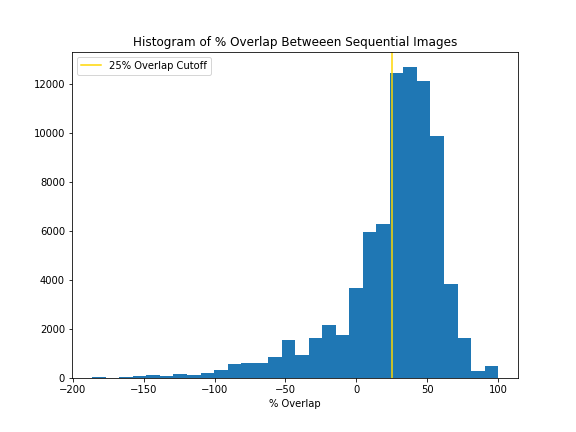 Histogram of % Overlap Betweeen Sequential Images
25% Overlap Cutoff
12000
10000
8000
6000
4000
2000
0
−200 −150 −100 −50 0 50 100
% Overlap